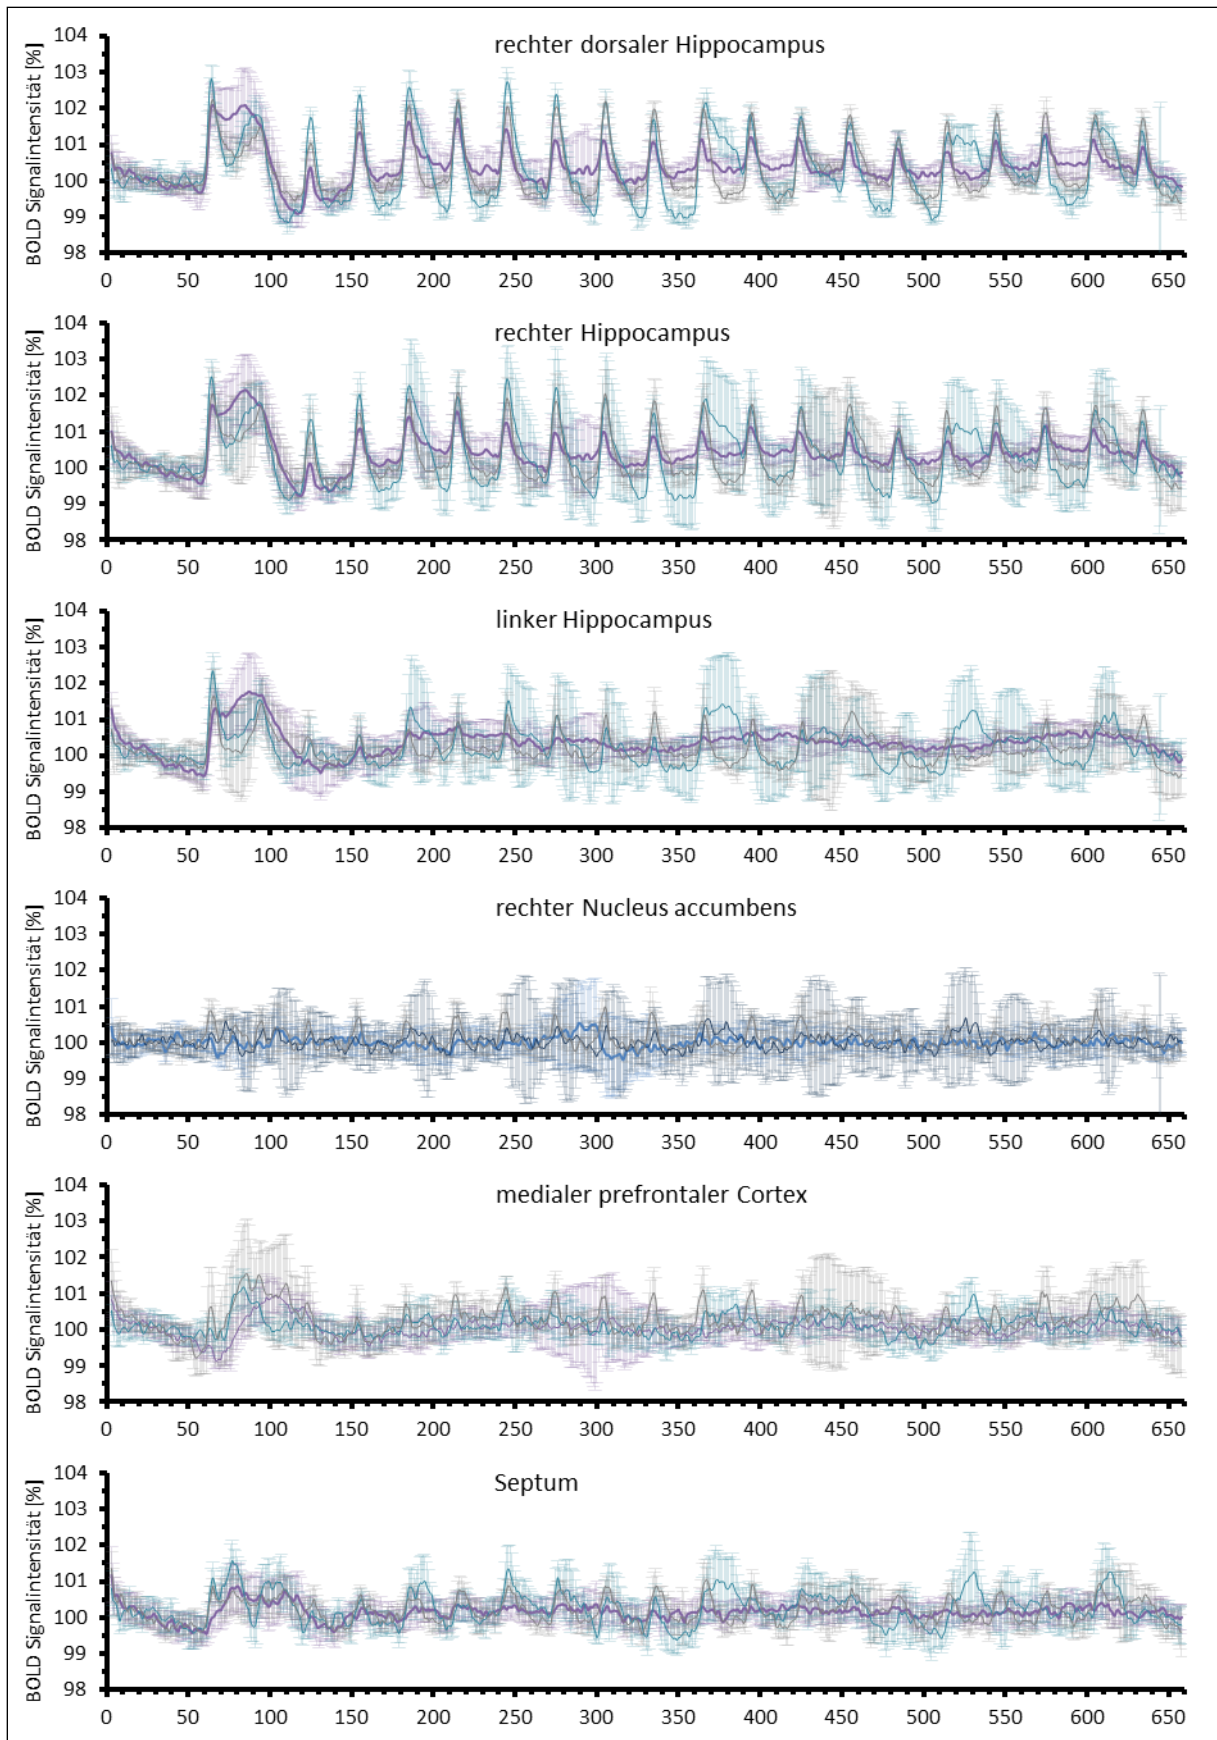 rechter dorsaler Hippocampus
BOLD Signalintensität [%]
104
103
102
101
100
99
98
0 50 100 150 200 250 300 350 400 450 500 550 600 650
rechter Hippocampus
BOLD Signalintensität [%]
104
103
102
101
100
99
98
0 50 100 150 200 250 300 350 400 450 500 550 600 650
linker Hippocampus
BOLD Signalintensität [%]
104
103
102
101
100
99
98
0 50 100 150 200 250 300 350 400 450 500 550 600 650
rechter Nucleus accumbens
BOLD Signalintensität [%]
104
103
102
101
100
99
98
0 50 100 150 200 250 300 350 400 450 500 550 600 650
medialer prefrontaler Cortex
BOLD Signalintensität [%]
104
103
102
101
100
99
98
0 50 100 150 200 250 300 350 400 450 500 550 600 650
Septum
BOLD Signalintensität [%]
104
103
102
101
100
99
98
0 50 100 150 200 250 300 350 400 450 500 550 600 650